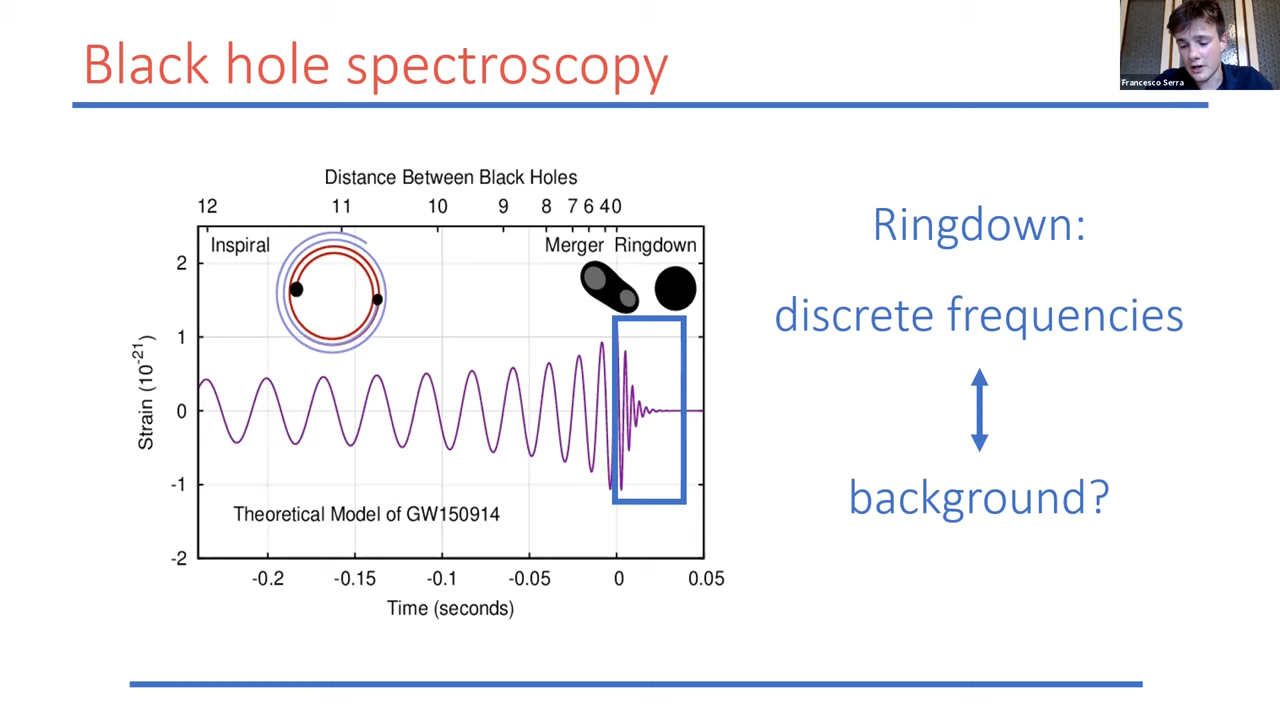 Black hole spectroscopy
Francesco Serra
Distance Between Black Holes
12 11 10 9 8 7 6 4 0
Inspiral Merger Ringdown
2
1
0
-1
-2
Strain (10^-21)
Theoretical Model of GW150914
-0.2 -0.15 -0.1 -0.05 0 0.05
Time (seconds)
Ringdown:
discrete frequencies
background?